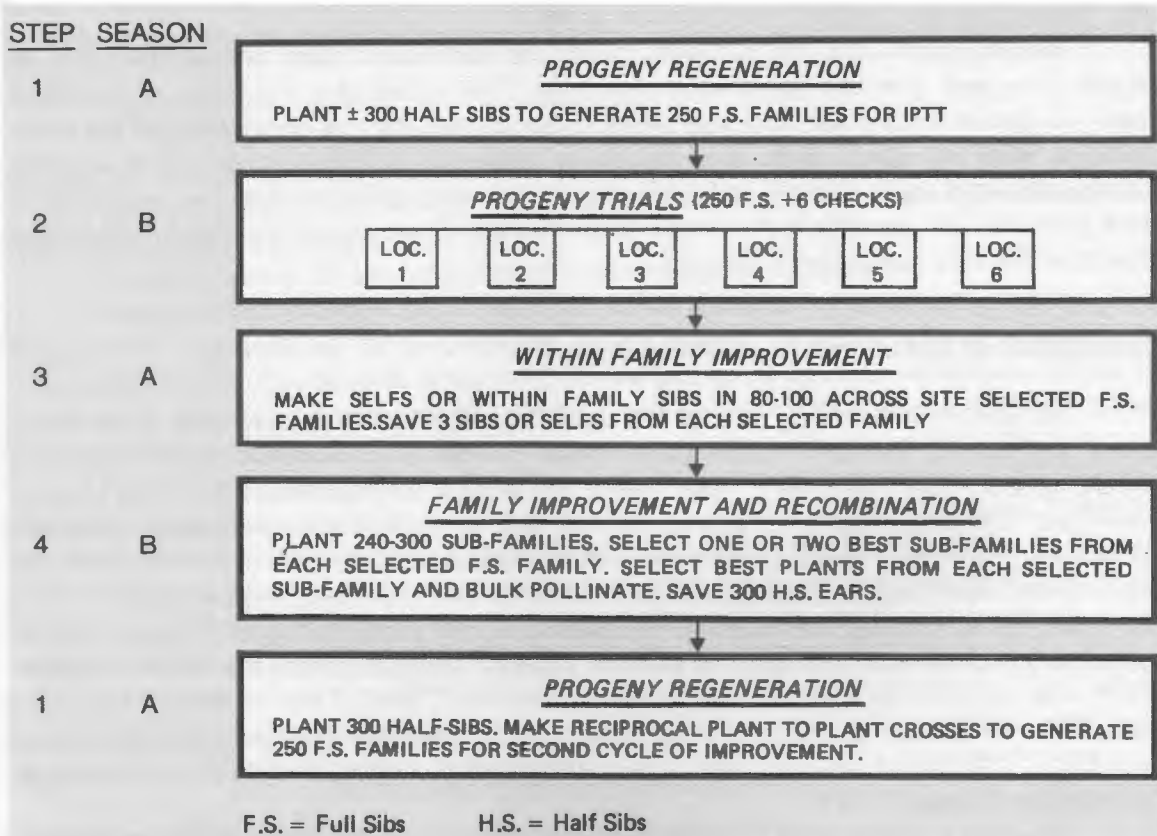 STEP SEASON
PROGENY REGENERATION
1 A
PLANT ± 300 HALF SIBS TO GENERATE 250 F.S. FAMILIES FOR IPTT
PROGENY TRIALS (250 F.S. +6 CHECKS)
2 B
LOC. LOC. LOC. LOC. LOC. LOC.
1 2 3 4 5 6
WITHIN FAMILY IMPROVEMENT
3 A
MAKE SELFS OR WITHIN FAMILY SIBS IN 80-100 ACROSS SITE SELECTED F.S.
FAMILIES.SAVE 3 SIBS OR SELFS FROM EACH SELECTED FAMILY
FAMILY IMPROVEMENT AND RECOMBINATION
4 B
PLANT 240-300 SUB-FAMILIES. SELECT ONE OR TWO BEST SUB-FAMILIES FROM
EACH SELECTED F.S. FAMILY. SELECT BEST PLANTS FROM EACH SELECTED
SUB-FAMILY AND BULK POLLINATE. SAVE 300 H.S. EARS.
PROGENY REGENERATION
1 A
PLANT 300 HALF-SIBS. MAKE RECIPROCAL PLANT TO PLANT CROSSES TO GENERATE
250 F.S. FAMILIES FOR SECOND CYCLE OF IMPROVEMENT.
F.S. = Full Sibs H.S. = Half Sibs